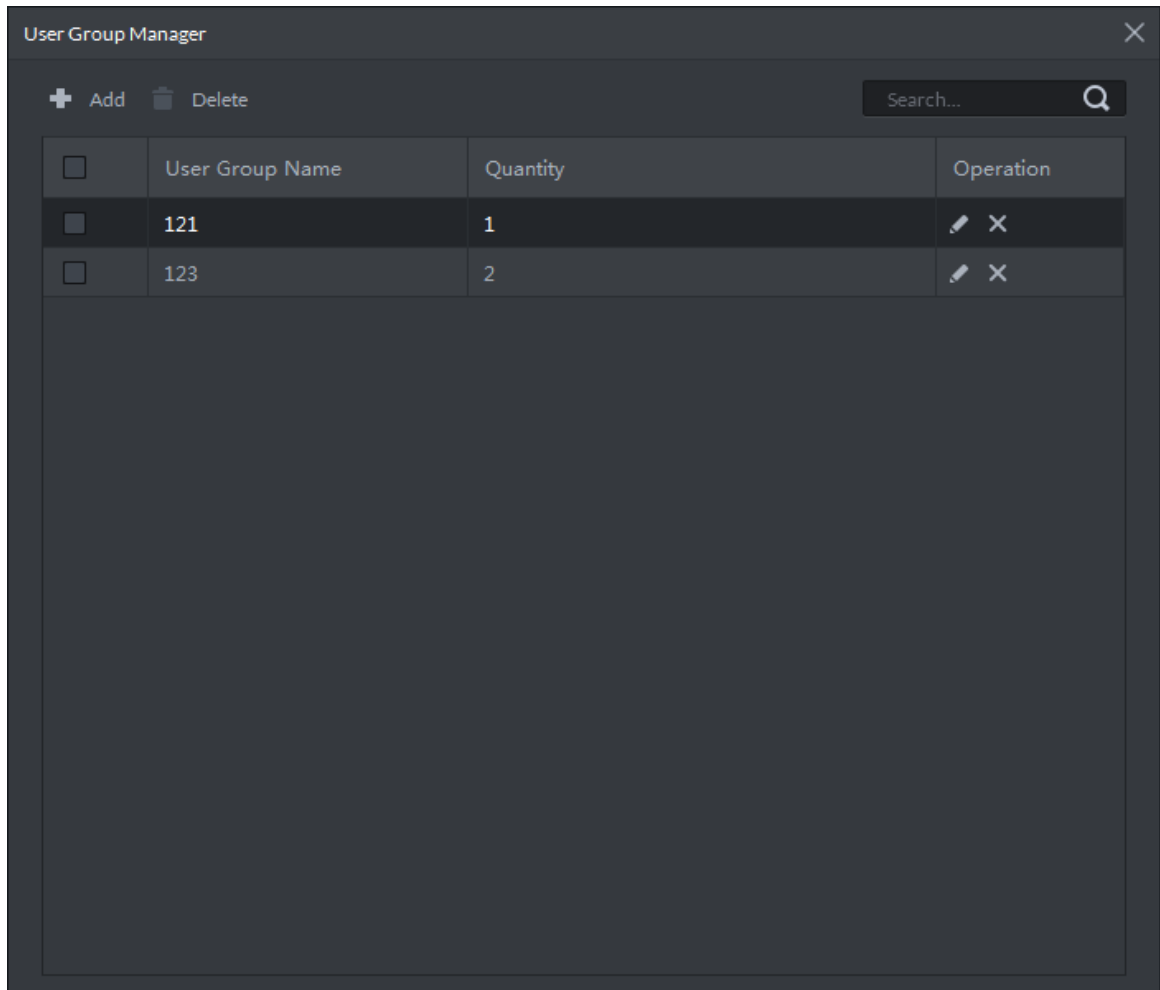 User Group Manager
Add Delete Search...
User Group Name Quantity Operation
121 1
123 2